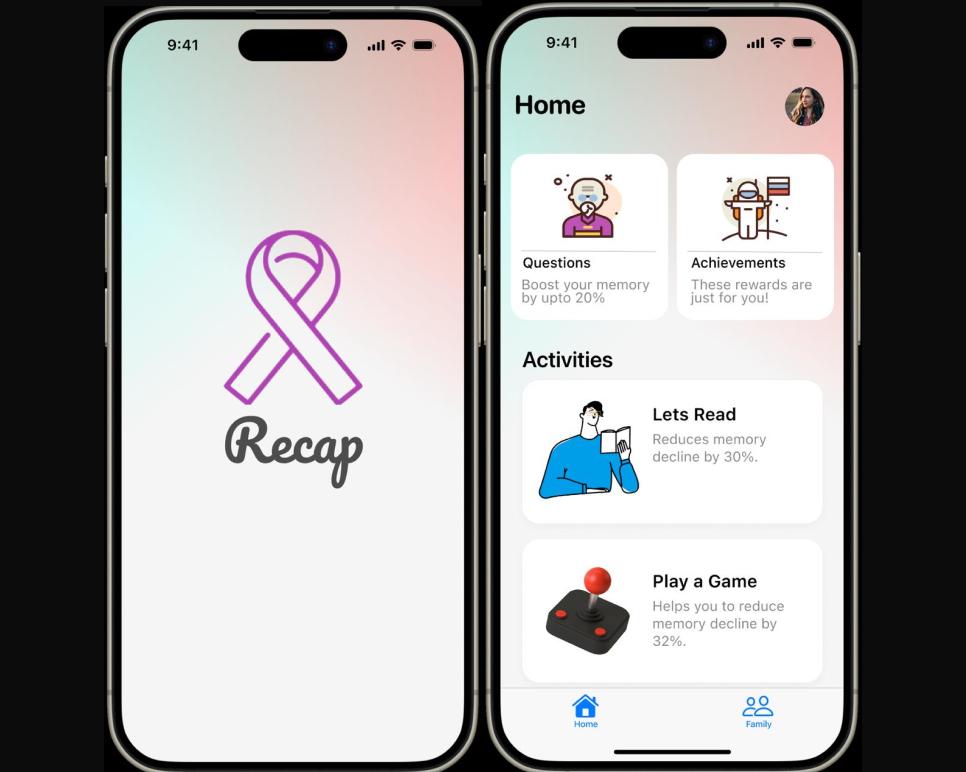 9:41
Recap
9:41
Home
Questions
Boost your memory
by upto 20%
Achievements
These rewards are
just for you!
Activities
Lets Read
Reduces memory
decline by 30%.
Play a Game
Helps you to reduce
memory decline by
32%.
Home
Family